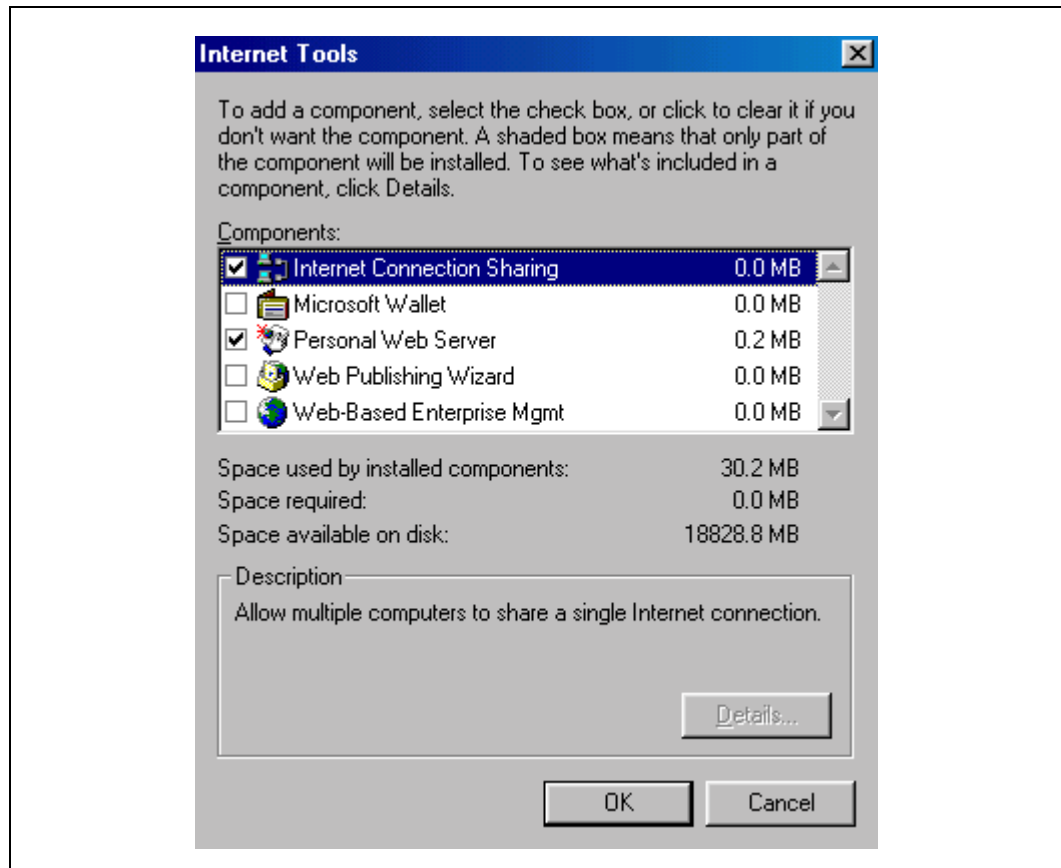 Internet Tools
To add a component, select the check box, or click to clear it if you
don't want the component. A shaded box means that only part of
the component will be installed. To see what's included in a
component, click Details.
Components:
Internet Connection Sharing 0.0 MB
Microsoft Wallet 0.0 MB
Personal Web Server 0.2 MB
Web Publishing Wizard 0.0 MB
Web-Based Enterprise Mgmt 0.0 MB
Space used by installed components: 30.2 MB
Space required: 0.0 MB
Space available on disk: 18828.8 MB
Description
Allow multiple computers to share a single Internet connection.
Details...
OK Cancel